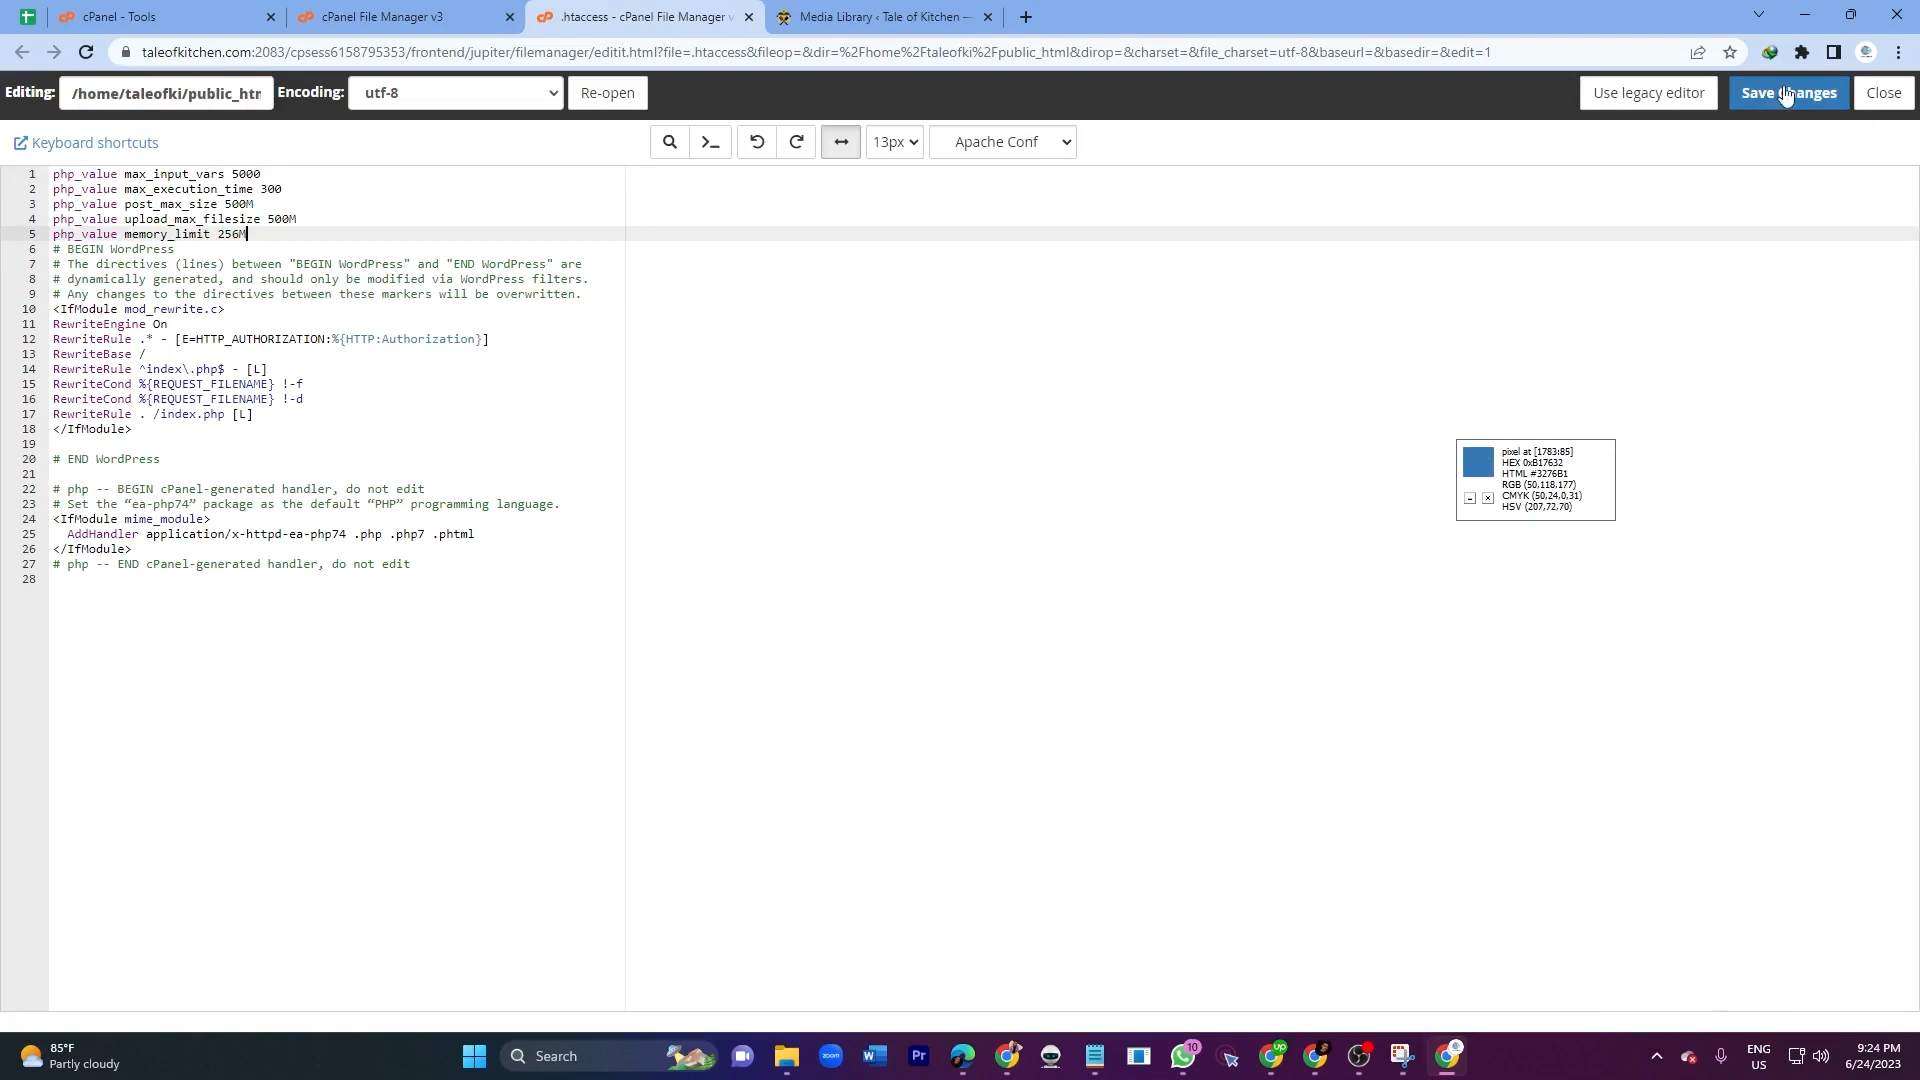 cPanel - Tools
cPanel File Manager v3
.htaccess - cPanel File Manager v
Media Library ‹ Tale of Kitchen —
taleofkitchen.com:2083/cpsess6158795353/frontend/jupiter/filemanager/editit.html?file=.htaccess&fileop=&dir=%2Fhome%2Ftaleofki%2Fpublic_html&dirop=&charset=&file_charset=utf-8&baseurl=&basedir=&edit=1
Editing: /home/taleofki/public_htm Encoding: utf-8 Re-open Use legacy editor Save Changes Close
Keyboard shortcuts 13px Apache Conf
1 php_value max_input_vars 5000
2 php_value max_execution_time 300
3 php_value post_max_size 500M
4 php_value upload_max_filesize 500M
5 php_value memory_limit 256M
6 # BEGIN WordPress
7 # The directives (lines) between "BEGIN WordPress" and "END WordPress" are
8 # dynamically generated, and should only be modified via WordPress filters.
9 # Any changes to the directives between these markers will be overwritten.
10 <IfModule mod_rewrite.c>
11 RewriteEngine On
12 RewriteRule .* - [E=HTTP_AUTHORIZATION:%{HTTP:Authorization}]
13 RewriteBase /
14 RewriteRule ^index\.php$ - [L]
15 RewriteCond %{REQUEST_FILENAME} !-f
16 RewriteCond %{REQUEST_FILENAME} !-d
17 RewriteRule . /index.php [L]
18 </IfModule>
19
20 # END WordPress
21
22 # php -- BEGIN cPanel-generated handler, do not edit
23 # Set the “ea-php74” package as the default “PHP” programming language.
24 <IfModule mime_module>
25 AddHandler application/x-httpd-ea-php74 .php .php7 .phtml
26 </IfModule>
27 # php -- END cPanel-generated handler, do not edit
28
pixel at [1783:85]
HEX 0xB17632
HTML #3276B1
RGB (50,118,177)
CMYK (50,24,0,31)
HSV (207,72,70)
85°F
Partly cloudy
Search
zoom
Pr
10
up
ENG
US
9:24 PM
6/24/2023